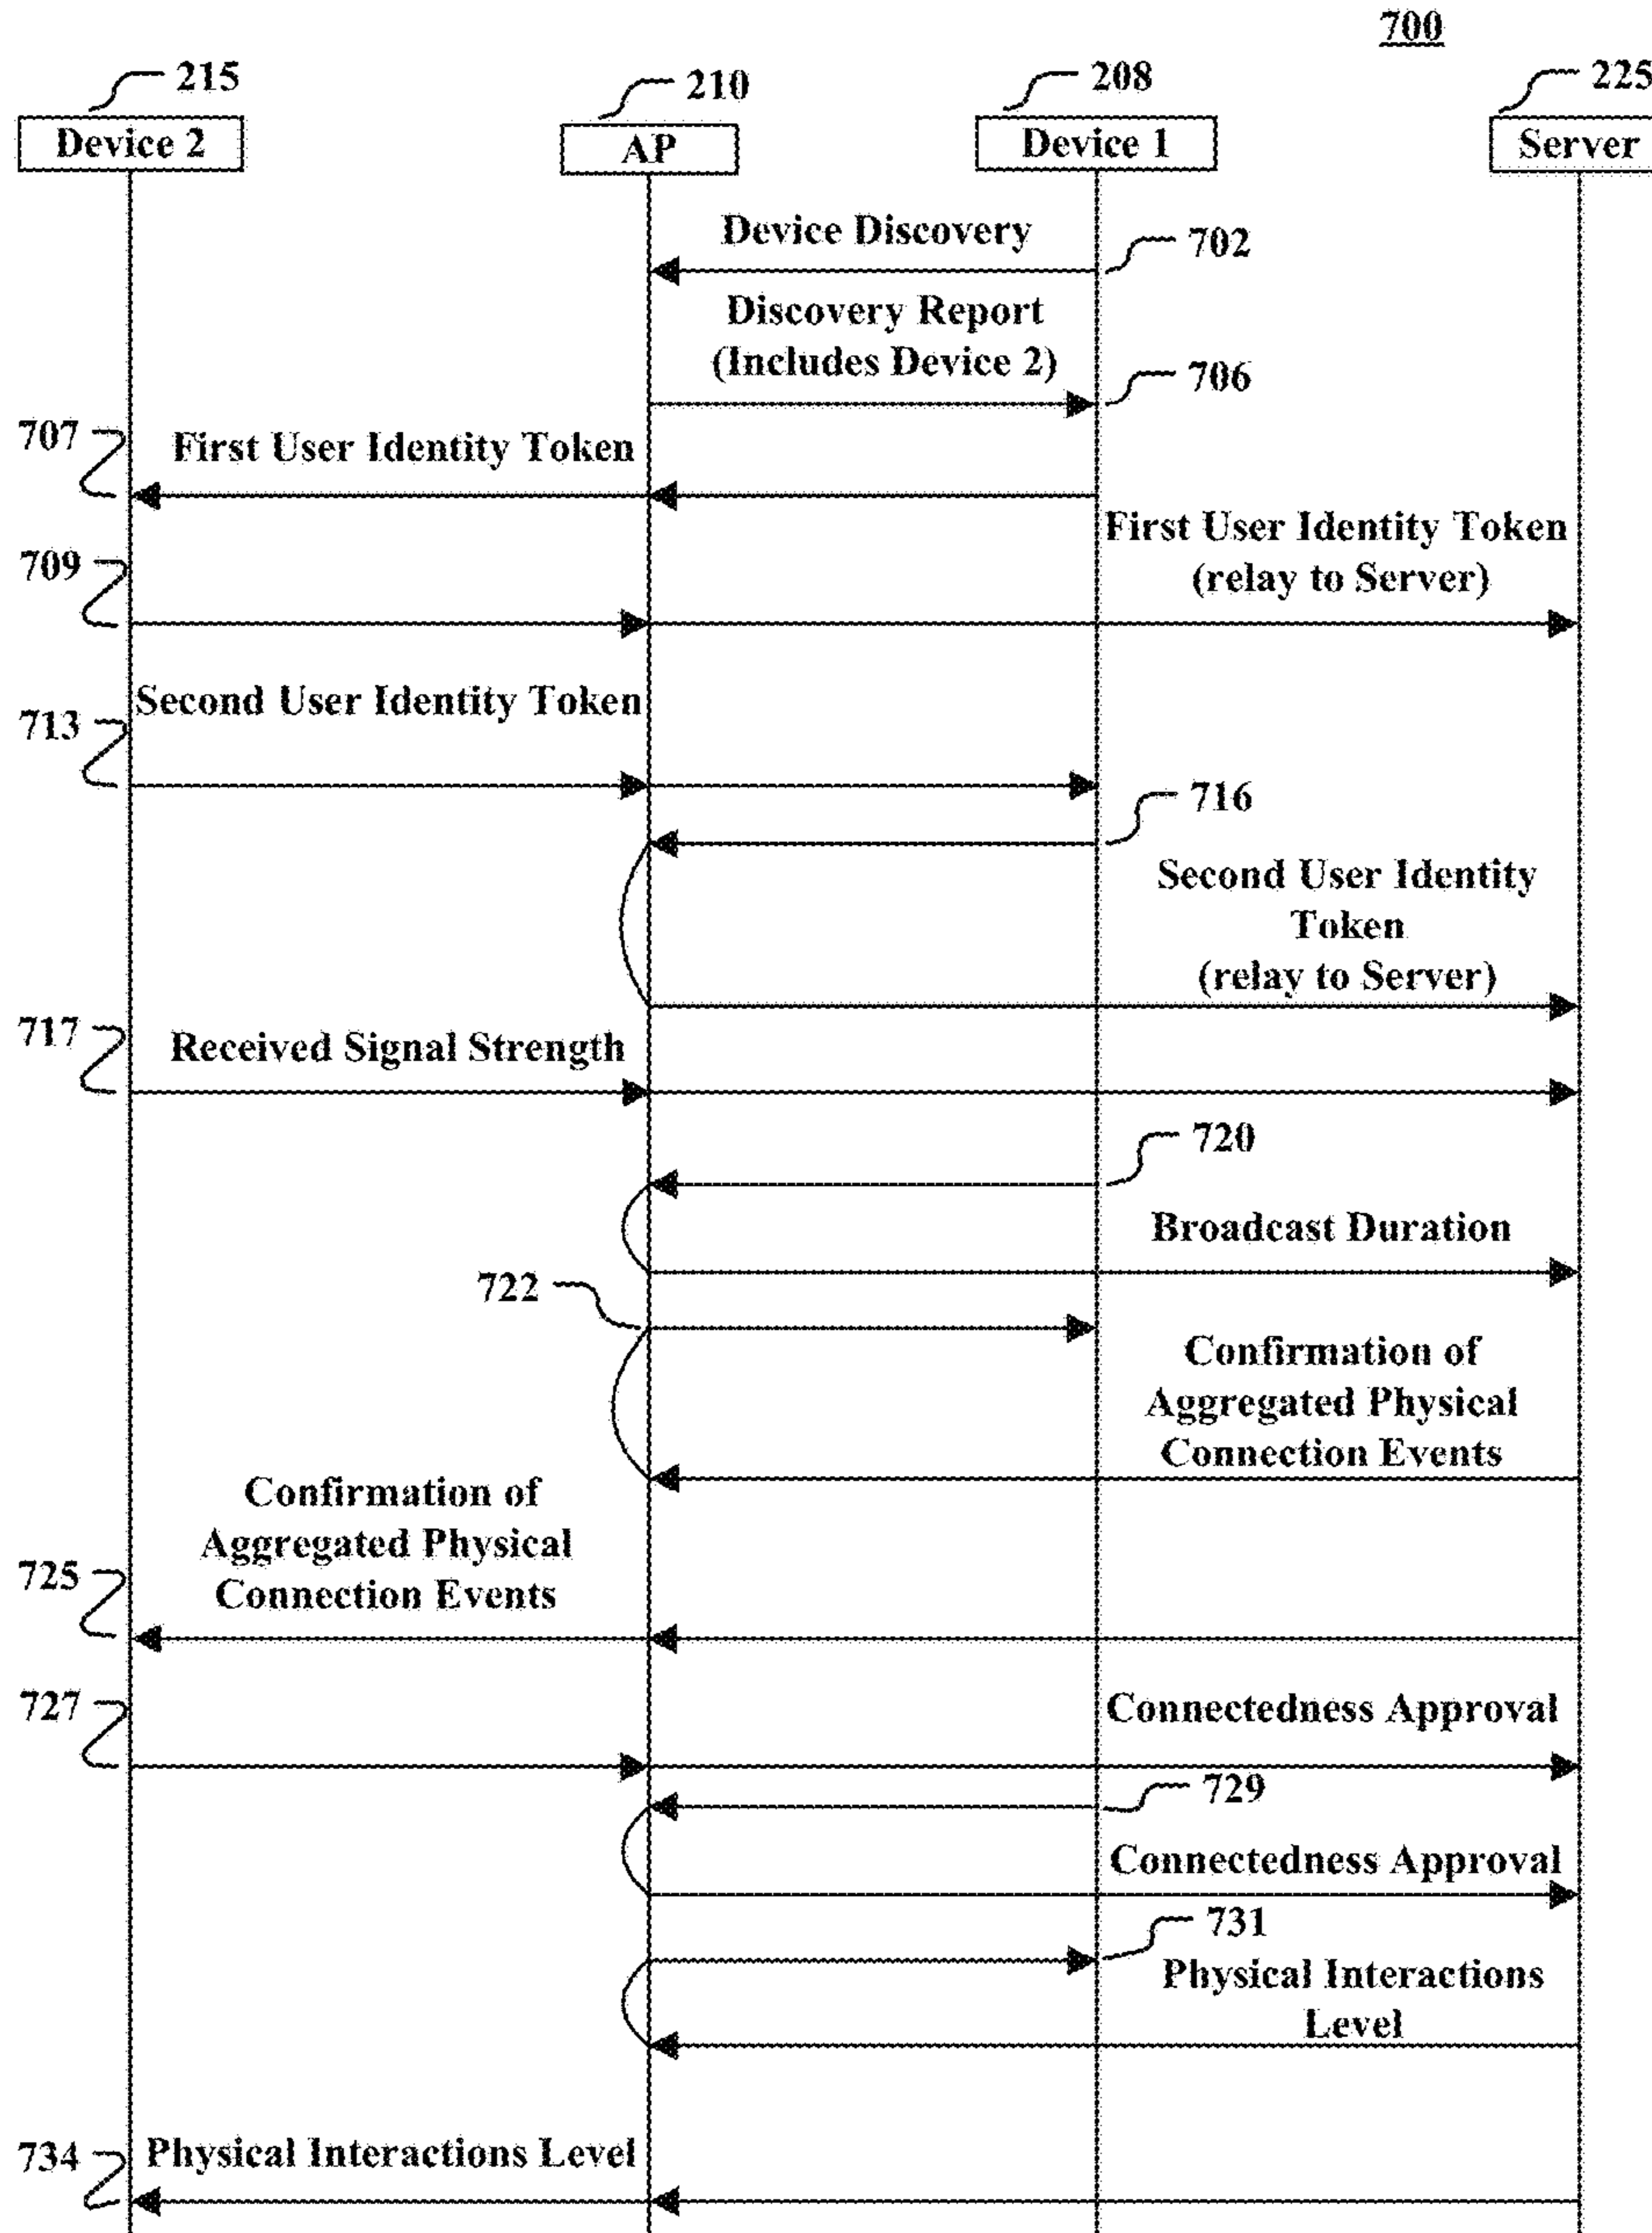 700
215
210
208
225
Device 2
AP
Device 1
Server
Device Discovery
702
Discovery Report
(Includes Device 2)
706
707
First User Identity Token
First User Identity Token
(relay to Server)
709
Second User Identity Token
713
716
Second User Identity
Token
(relay to Server)
717
Received Signal Strength
720
Broadcast Duration
722
Confirmation of
Aggregated Physical
Connection Events
Confirmation of
Aggregated Physical
Connection Events
725
727
Connectedness Approval
729
Connectedness Approval
731
Physical Interactions
Level
734
Physical Interactions Level